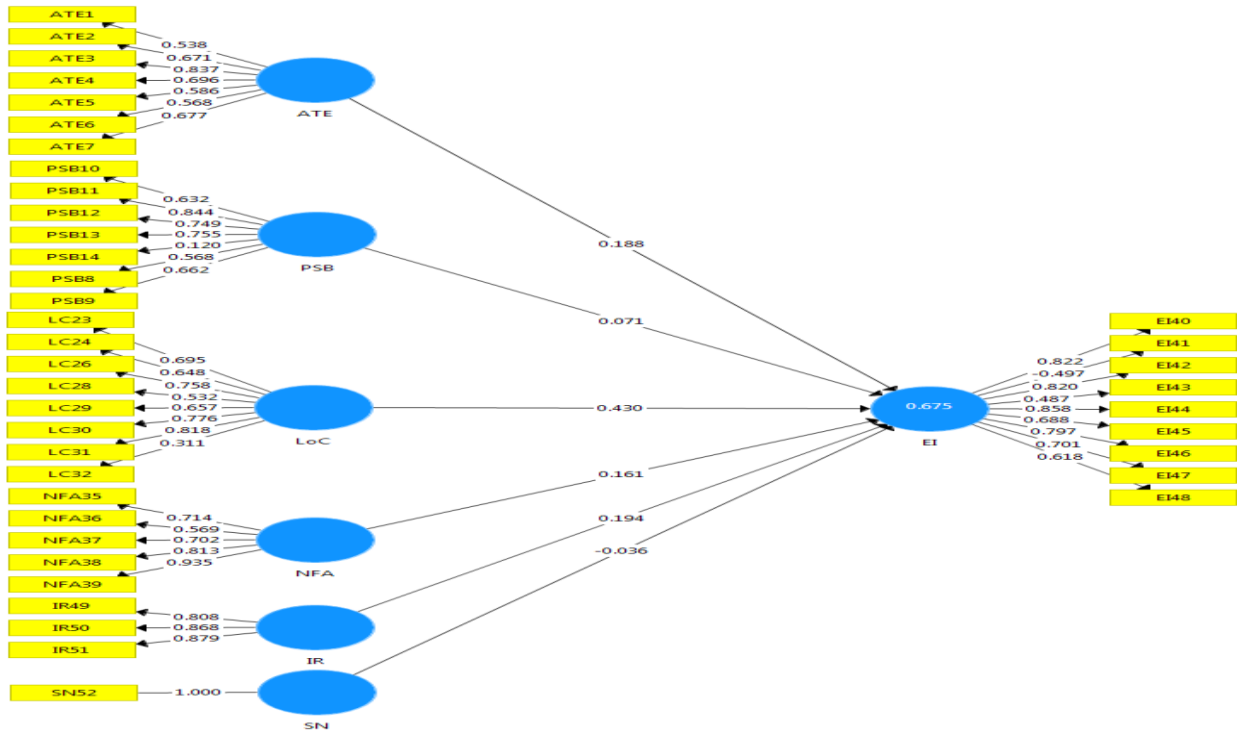 ATE1
ATE2
ATE3
ATE4
ATE5
ATE6
ATE7
0.538
0.671
0.837
0.696
0.586
0.568
0.677
ATE
PSB10
PSB11
PSB12
PSB13
PSB14
PSB8
PSB9
0.632
0.844
0.749
0.755
0.120
0.568
0.662
PSB
LC23
LC24
LC26
LC28
LC29
LC30
LC31
LC32
0.695
0.648
0.758
0.532
0.657
0.776
0.818
0.311
LoC
NFA35
NFA36
NFA37
NFA38
NFA39
0.714
0.569
0.702
0.813
0.935
NFA
IR49
IR50
IR51
0.808
0.868
0.879
IR
SN52
1.000
SN
0.188
0.071
0.430
0.161
0.194
-0.036
0.675
EI
0.822
-0.497
0.820
0.487
0.858
0.688
0.797
0.701
0.618
EI40
EI41
EI42
EI43
EI44
EI45
EI46
EI47
EI48